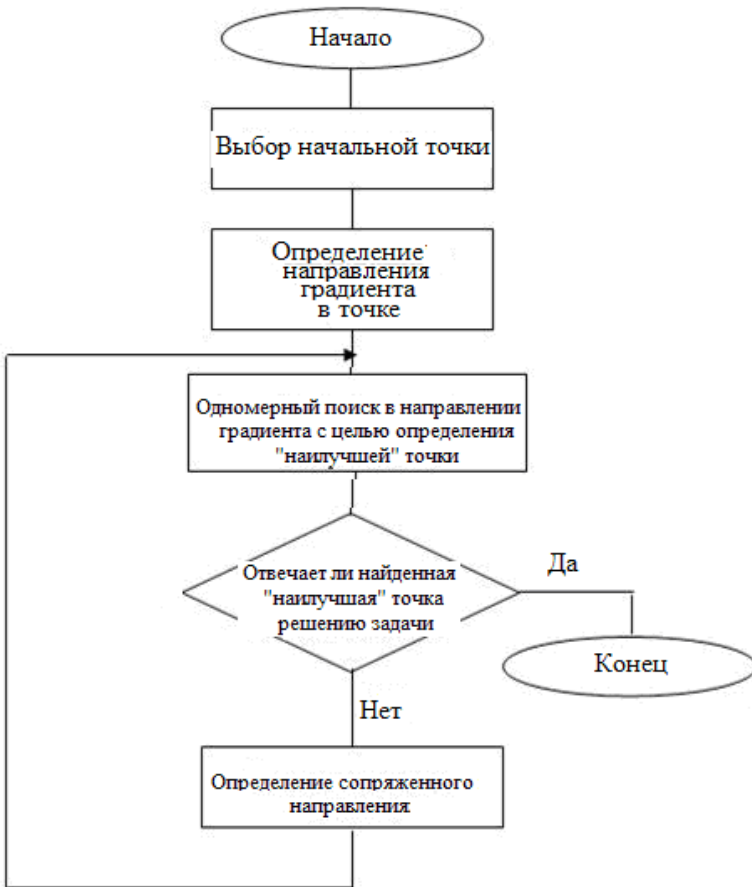 Начало
Выбор начальной точки
Определение
направления
градиента
в точке
Одномерный поиск в направлении
градиента с целью определения
"наилучшей" точки
Отвечает ли найденная
"наилучшая" точка
решению задачи
Да
Конец
Нет
Определение сопряженного
направления